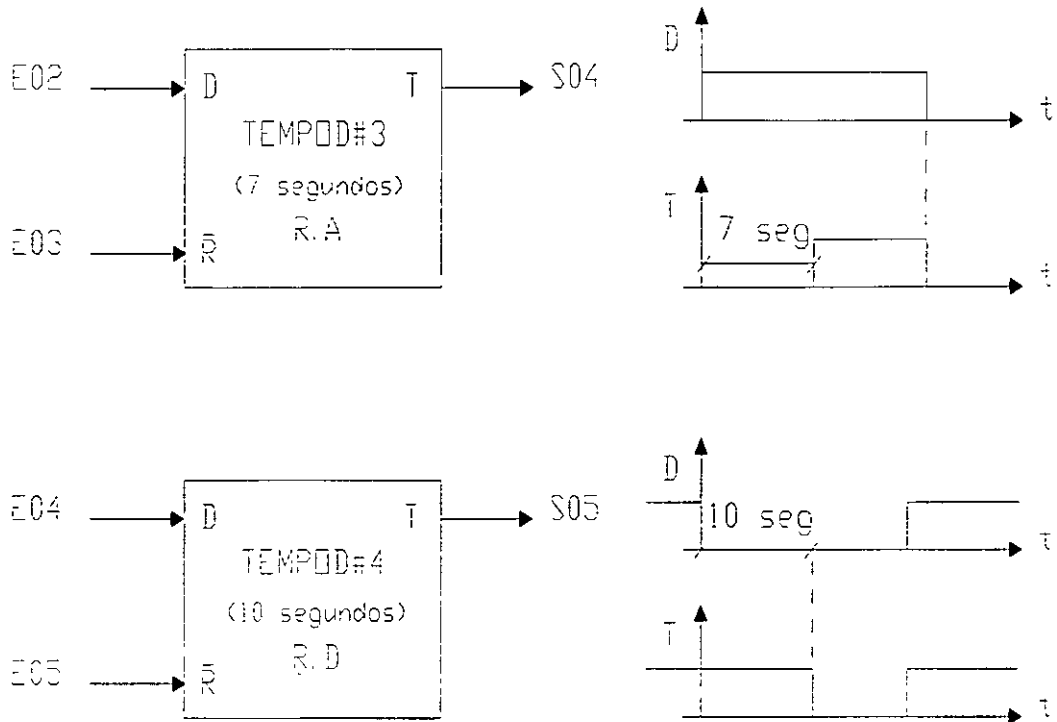 E02
D
T
S04
TEMPOD#3
(7 segundos)
R.A
E03
R̅
D
t
T
7 seg
t
E04
D
T
S05
TEMPOD#4
(10 segundos)
R.D
E05
R̅
D
10 seg
t
T
t